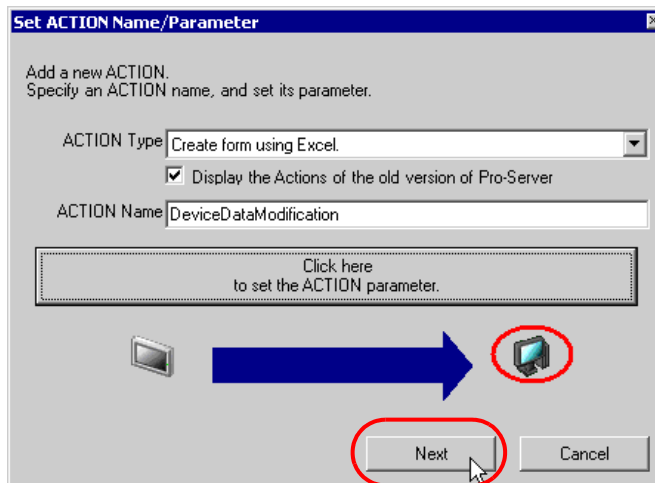 Set ACTION Name/Parameter
Add a new ACTION.
Specify an ACTION name, and set its parameter.
ACTION Type Create form using Excel.
Display the Actions of the old version of Pro-Server
ACTION Name DeviceDataModification
Click here
to set the ACTION parameter.
Next Cancel